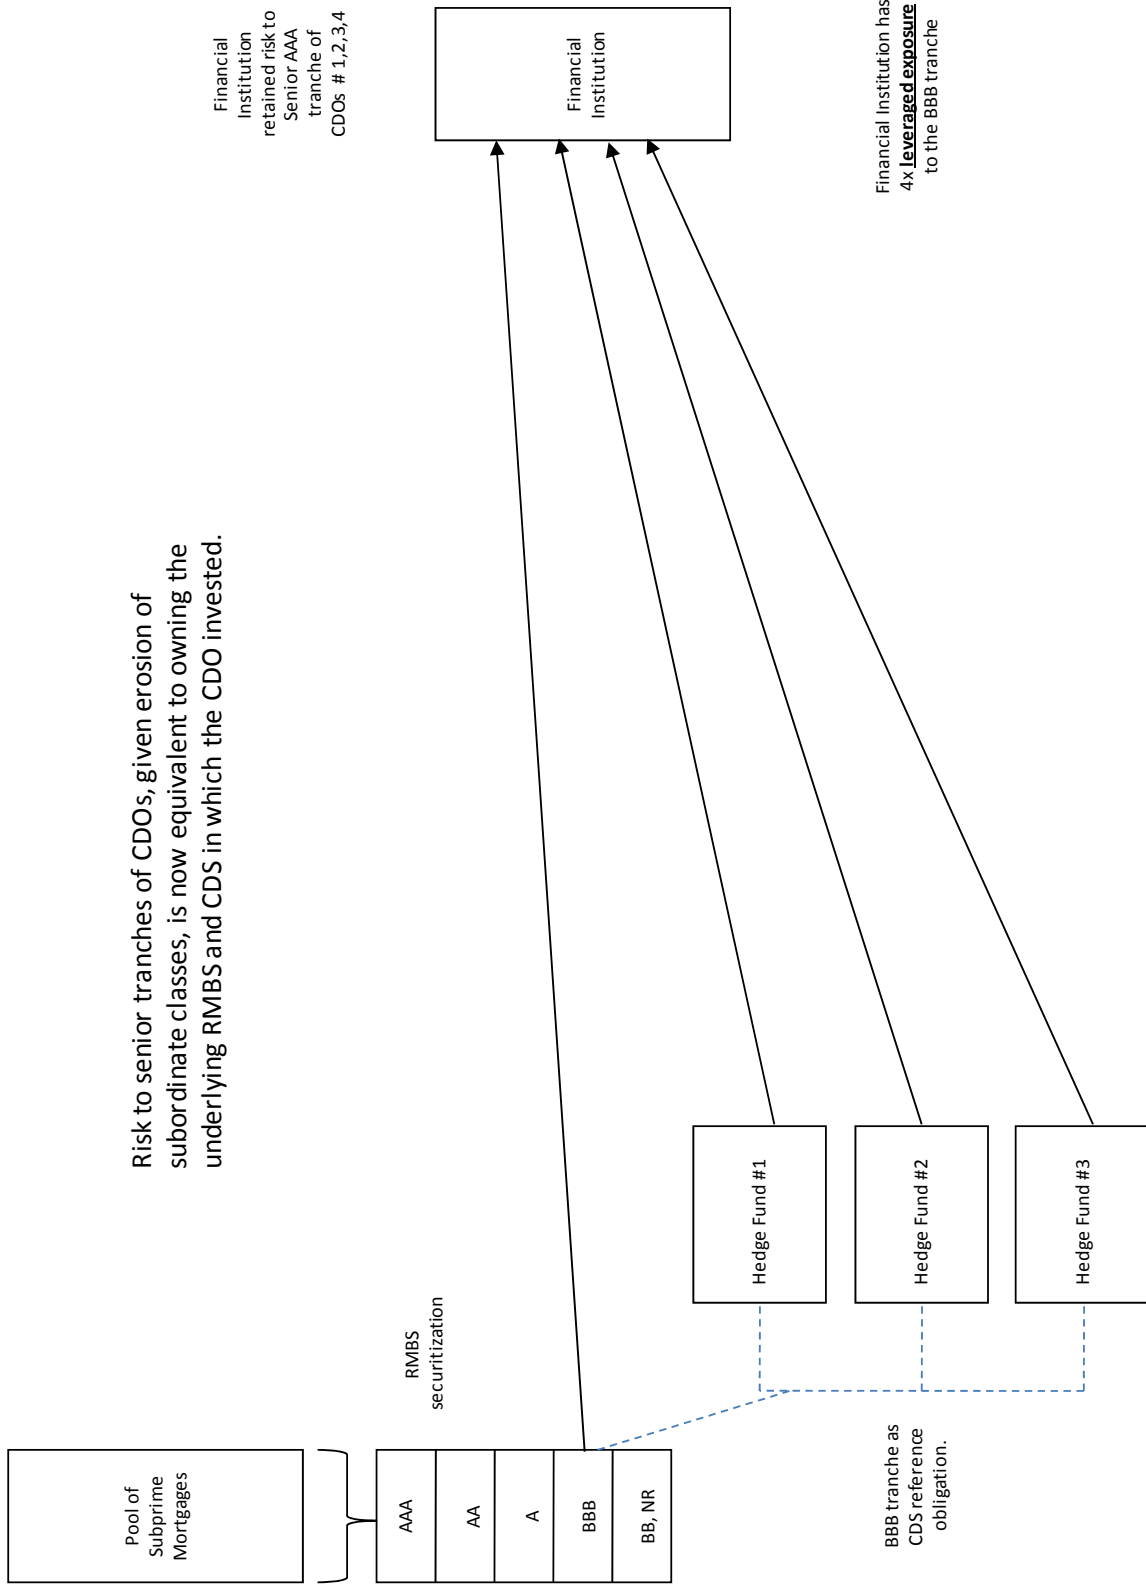 Risk to senior tranches of CDOs, given erosion of
subordinate classes, is now equivalent to owning the
underlying RMBS and CDS in which the CDO invested.
Pool of
Subprime
Mortgages
RMBS
securitization
AAA
AA
A
BBB
BB, NR
BBB tranche as
CDS reference
obligation.
Hedge Fund #1
Hedge Fund #2
Hedge Fund #3
Financial
Institution
retained risk to
Senior AAA
tranche of
CDOs # 1,2,3,4
Financial
Institution
Financial Institution has
4x leveraged exposure
to the BBB tranche